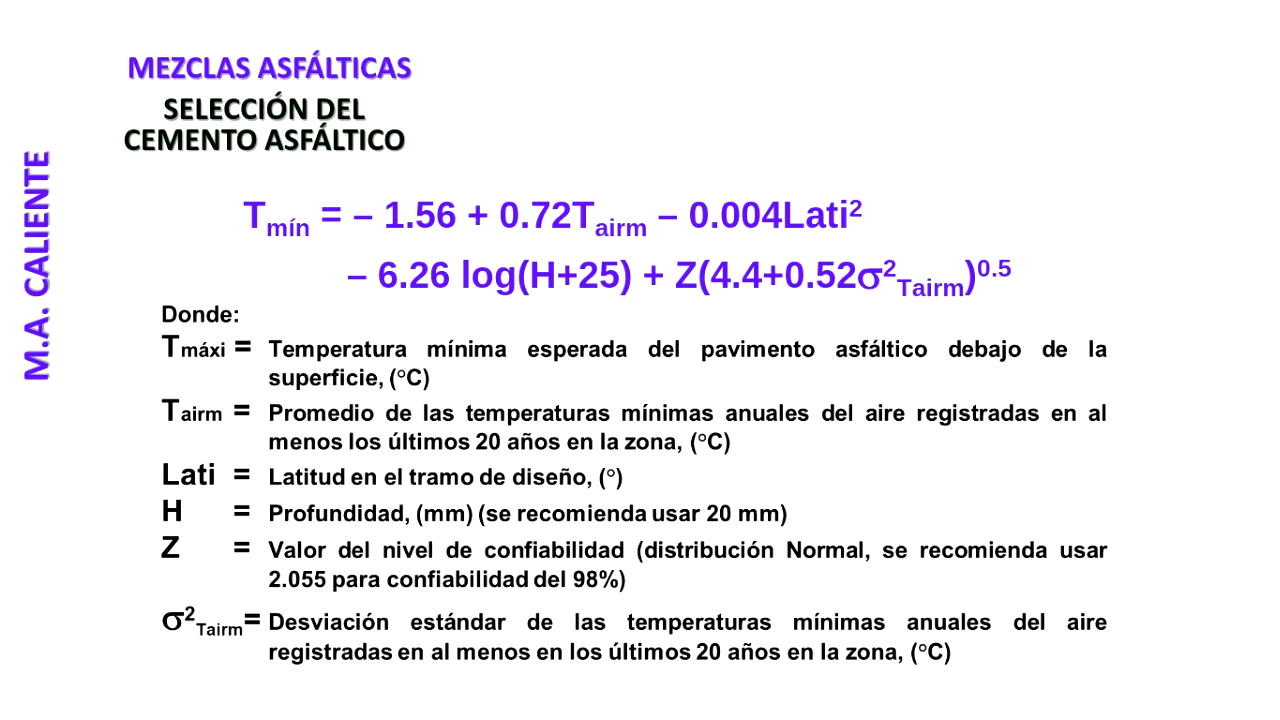 MEZCLAS ASFÁLTICAS
SELECCIÓN DEL
CEMENTO ASFÁLTICO
M.A. CALIENTE
Tmín = – 1.56 + 0.72Tairm – 0.004Lati²
– 6.26 log(H+25) + Z(4.4+0.52σ²Tairm)⁰·⁵
Donde:
Tmáxi = Temperatura mínima esperada del pavimento asfáltico debajo de la
superficie, (°C)
Tairm = Promedio de las temperaturas mínimas anuales del aire registradas en al
menos los últimos 20 años en la zona, (°C)
Lati = Latitud en el tramo de diseño, (°)
H = Profundidad, (mm) (se recomienda usar 20 mm)
Z = Valor del nivel de confiabilidad (distribución Normal, se recomienda usar
2.055 para confiabilidad del 98%)
σ²Tairm= Desviación estándar de las temperaturas mínimas anuales del aire
registradas en al menos en los últimos 20 años en la zona, (°C)